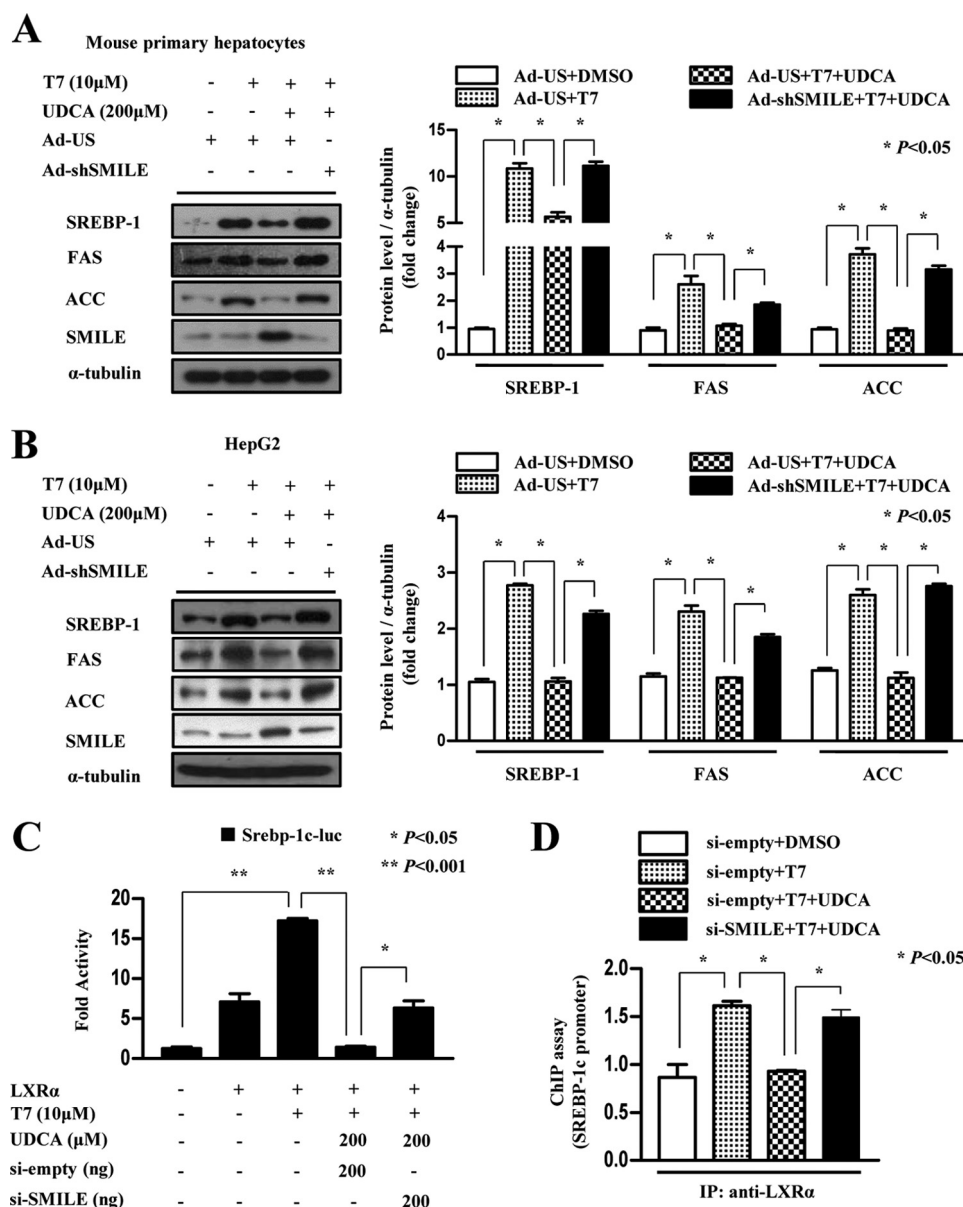 A
Mouse primary hepatocytes
T7 (10μM) - + + +
UDCA (200μM) - - + +
Ad-US + + + -
Ad-shSMILE - - - +
SREBP-1
FAS
ACC
SMILE
α-tubulin
Ad-US+DMSO
Ad-US+T7
Ad-US+T7+UDCA
Ad-shSMILE+T7+UDCA
* P<0.05
Protein level / α-tubulin
(fold change)
15
10
5
4
3
2
1
0
* * *
* * *
* * *
SREBP-1 FAS ACC
B
HepG2
T7 (10μM) - + + +
UDCA (200μM) - - + +
Ad-US + + + -
Ad-shSMILE - - - +
SREBP-1
FAS
ACC
SMILE
α-tubulin
Ad-US+DMSO
Ad-US+T7
Ad-US+T7+UDCA
Ad-shSMILE+T7+UDCA
* P<0.05
Protein level / α-tubulin
(fold change)
4
3
2
1
0
* * *
* * *
* * *
SREBP-1 FAS ACC
C
Srebp-1c-luc
* P<0.05
** P<0.001
Fold Activity
20
15
10
5
0
** ** *
LXRα - + + + +
T7 (10μM) - - + + +
UDCA (μM) - - - 200 200
si-empty (ng) - - - 200 -
si-SMILE (ng) - - - - 200
D
si-empty+DMSO
si-empty+T7
si-empty+T7+UDCA
si-SMILE+T7+UDCA
* P<0.05
ChIP assay
(SREBP-1c promoter)
2.0
1.5
1.0
0.5
0.0
* * *
IP: anti-LXRα